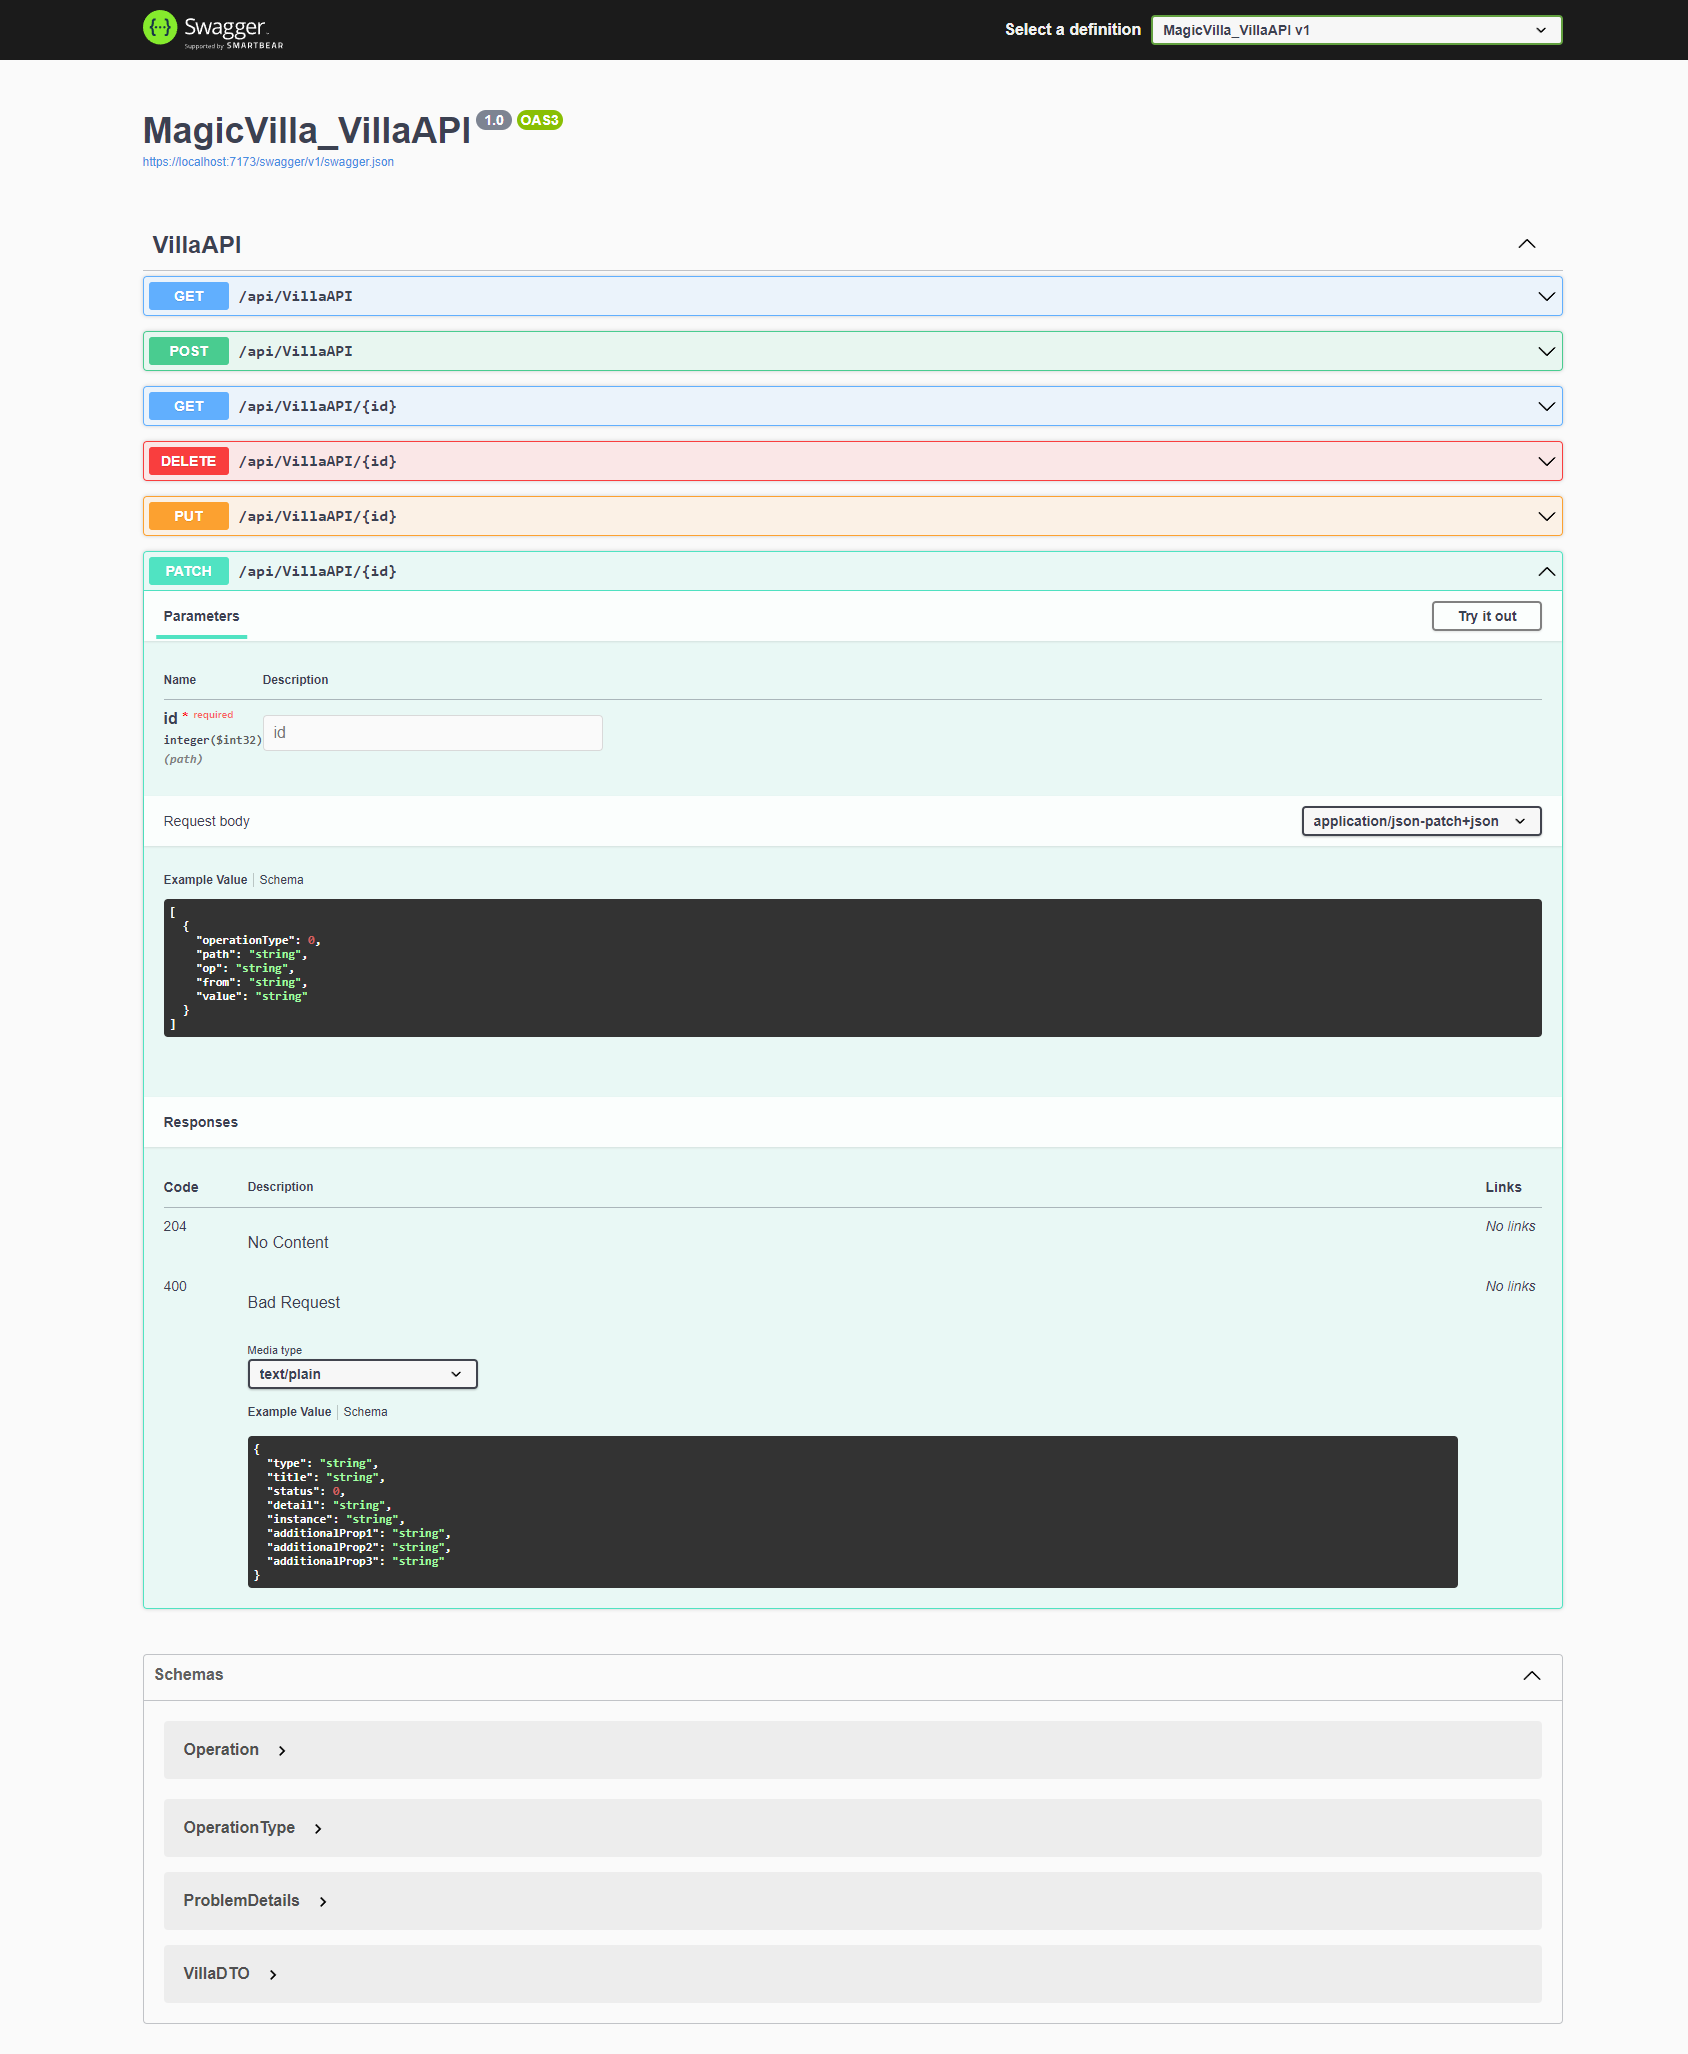 Swagger
Supported by SMARTBEAR
Select a definition
MagicVilla_VillaAPI v1
MagicVilla_VillaAPI 1.0 OAS3
https://localhost:7173/swagger/v1/swagger.json
VillaAPI
GET /api/VillaAPI
POST /api/VillaAPI
GET /api/VillaAPI/{id}
DELETE /api/VillaAPI/{id}
PUT /api/VillaAPI/{id}
PATCH /api/VillaAPI/{id}
Parameters
Try it out
Name Description
id * required
integer($int32)
(path)
id
Request body
application/json-patch+json
Example Value Schema
[
  {
    "operationType": 0,
    "path": "string",
    "op": "string",
    "from": "string",
    "value": "string"
  }
]
Responses
Code Description Links
204 No links
No Content
400 No links
Bad Request
Media type
text/plain
Example Value Schema
{
  "type": "string",
  "title": "string",
  "status": 0,
  "detail": "string",
  "instance": "string",
  "additionalProp1": "string",
  "additionalProp2": "string",
  "additionalProp3": "string"
}
Schemas
Operation
OperationType
ProblemDetails
VillaDTO